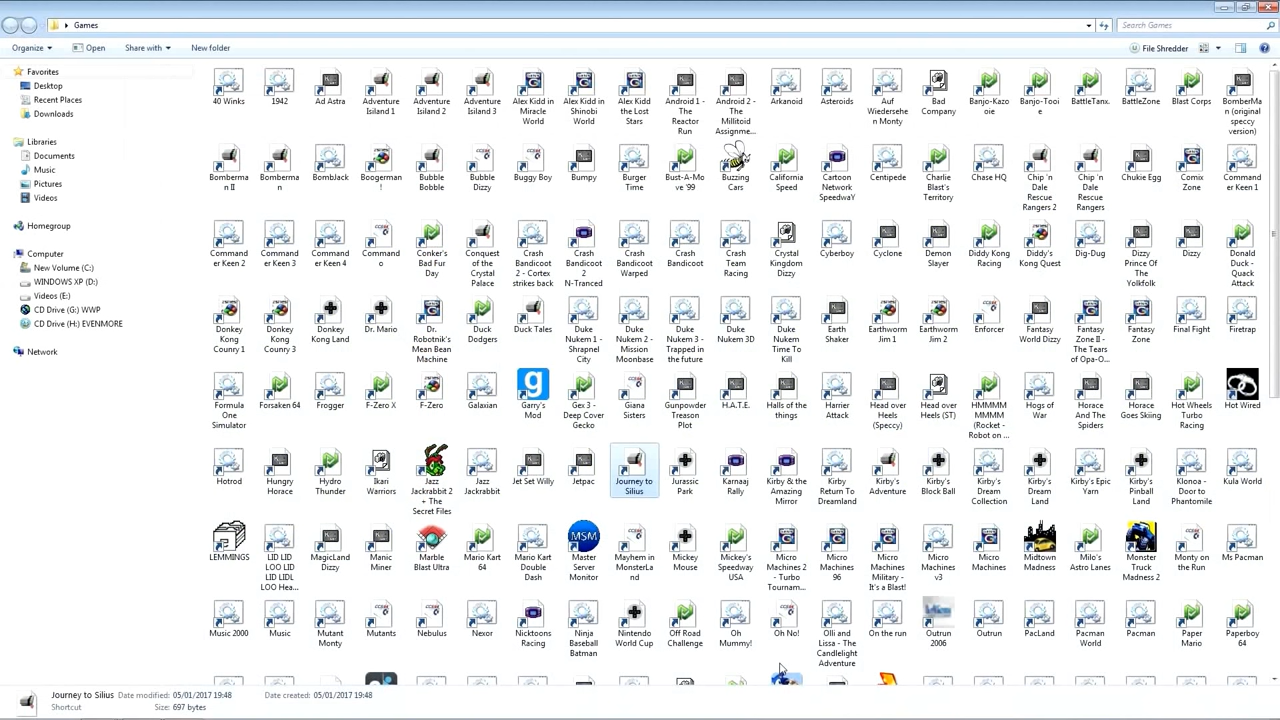 Games
Search Games
Organize Open Share with New folder File Shredder
Favorites
Desktop
Recent Places
Downloads
Libraries
Documents
Music
Pictures
Videos
Homegroup
Computer
New Volume (C:)
WINDOWS XP (D:)
Videos (E:)
CD Drive (G:) WWP
CD Drive (H:) EVENMORE
Network
40 Winks
1942
Ad Astra
Adventure Isiland 1
Adventure Island 2
Adventure Island 3
Alex Kidd in Miracle World
Alex Kidd in Shinobi World
Alex Kidd the Lost Stars
Android 1 - The Reactor Run
Android 2 - The Millitoid Assignme...
Arkanoid
Asteroids
Auf Wiedersehen Monty
Bad Company
Banjo-Kazooie
Banjo-Tooie
BattleTanx.
BattleZone
Blast Corps
BomberMan (original speccy version)
Bomberman II
Bomberman
BornBlack
Boogerman!
Bubble Bobble
Bubble Dizzy
Buggy Boy
Bumpy
Burger Time
Bust-A-Move '99
Buzzing Cars
California Speed
Cartoon Network SpeedwaY
Centipede
Charlie Blast's Territory
Chase HQ
Chip 'n Dale Rescue Rangers 2
Chip 'n Dale Rescue Rangers
Chukie Egg
Comix Zone
Commander Keen 1
Commander Keen 2
Commander Keen 3
Commander Keen 4
Commando
Conker's Bad Fur Day
Conquest of the Crystal Palace
Crash Bandicoot 2 - Cortex strikes back
Crash Bandicoot 2 N-Tranced
Crash Bandicoot Warped
Crash Bandicoot
Crash Team Racing
Crystal Kingdom Dizzy
Cyberboy
Cyclone
Demon Slayer
Diddy Kong Racing
Diddy's Kong Quest
Dig-Dug
Dizzy Prince Of The Yolkfolk
Dizzy
Donald Duck - Quack Attack
Donkey Kong Counry 1
Donkey Kong Counry 3
Donkey Kong Land
Dr. Mario
Dr. Robotnik's Mean Bean Machine
Duck Dodgers
Duck Tales
Duke Nukem 1 - Shrapnel City
Duke Nukem 2 - Mission Moonbase
Duke Nukem 3 - Trapped in the future
Duke Nukem 3D
Duke Nukem Time To Kill
Earth Shaker
Earthworm Jim 1
Earthworm Jim 2
Enforcer
Fantasy World Dizzy
Fantasy Zone II - The Tears of Opa-O...
Fantasy Zone
Final Fight
Firetrap
Formula One Simulator
Forsaken 64
Frogger
F-Zero X
F-Zero
Galaxian
Garry's Mod
Gex 3 - Deep Cover Gecko
Giana Sisters
Gunpowder Treason Plot
H.A.T.E.
Halls of the things
Harrier Attack
Head over Heels (Speccy)
Head over Heels (ST)
HMMMMMMMM (Rocket - Robot on ...
Hogs of War
Horace And The Spiders
Horace Goes Skiing
Hot Wheels Turbo Racing
Hot Wired
Hotrod
Hungry Horace
Hydro Thunder
Ikari Warriors
Jazz Jackrabbit 2 + The Secret Files
Jazz Jackrabbit
Jet Set Willy
Jetpac
Journey to Silius
Jurassic Park
Karnaaj Rally
Kirby & the Amazing Mirror
Kirby Return To Dreamland
Kirby's Adventure
Kirby's Block Ball
Kirby's Dream Collection
Kirby's Dream Land
Kirby's Epic Yarn
Kirby's Pinball Land
Klonoa - Door to Phantomile
Kula World
LEMMINGS
LID LID LOO LID LID LIDL LOO Hea...
MagicLand Dizzy
Manic Miner
Marble Blast Ultra
Mario Kart 64
Mario Kart Double Dash
Master Server Monitor
Mayhem in MonsterLand
Mickey Mouse
Mickey's Speedway USA
Micro Machines 2 - Turbo Tournam...
Micro Machines 96
Micro Machines Military - It's a Blast!
Micro Machines v3
Micro Machines
Midtown Madness
Milo's Astro Lanes
Monster Truck Madness 2
Monty on the Run
Ms Pacman
Music 2000
Music
Mutant Monty
Mutants
Nebulus
Nexor
Nicktoons Racing
Ninja Baseball Batman
Nintendo World Cup
Off Road Challenge
Oh Mummy!
Oh No!
Olli and Lissa - The Candlelight Adventure
On the run
Outrun 2006
Outrun
PacLand
Pacman World
Pacman
Paper Mario
Paperboy 64
Journey to Silius Date modified: 05/01/2017 19:48 Date created: 05/01/2017 19:48
Shortcut Size: 697 bytes